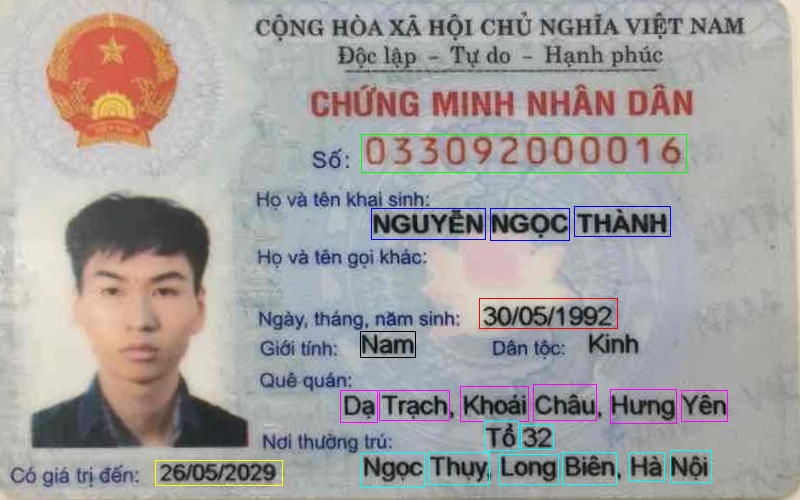 CỘNG HÒA XÃ HỘI CHỦ NGHĨA VIỆT NAM
Độc lập - Tự do - Hạnh phúc
CHỨNG MINH NHÂN DÂN
Số: 033092000016
Họ và tên khai sinh:
NGUYỄN NGỌC THÀNH
Họ và tên gọi khác:
Ngày, tháng, năm sinh: 30/05/1992
Giới tính: Nam Dân tộc: Kinh
Quê quán:
Dạ Trạch, Khoái Châu, Hưng Yên
Nơi thường trú: Tổ 32
Ngọc Thụy, Long Biên, Hà Nội
Có giá trị đến: 26/05/2029